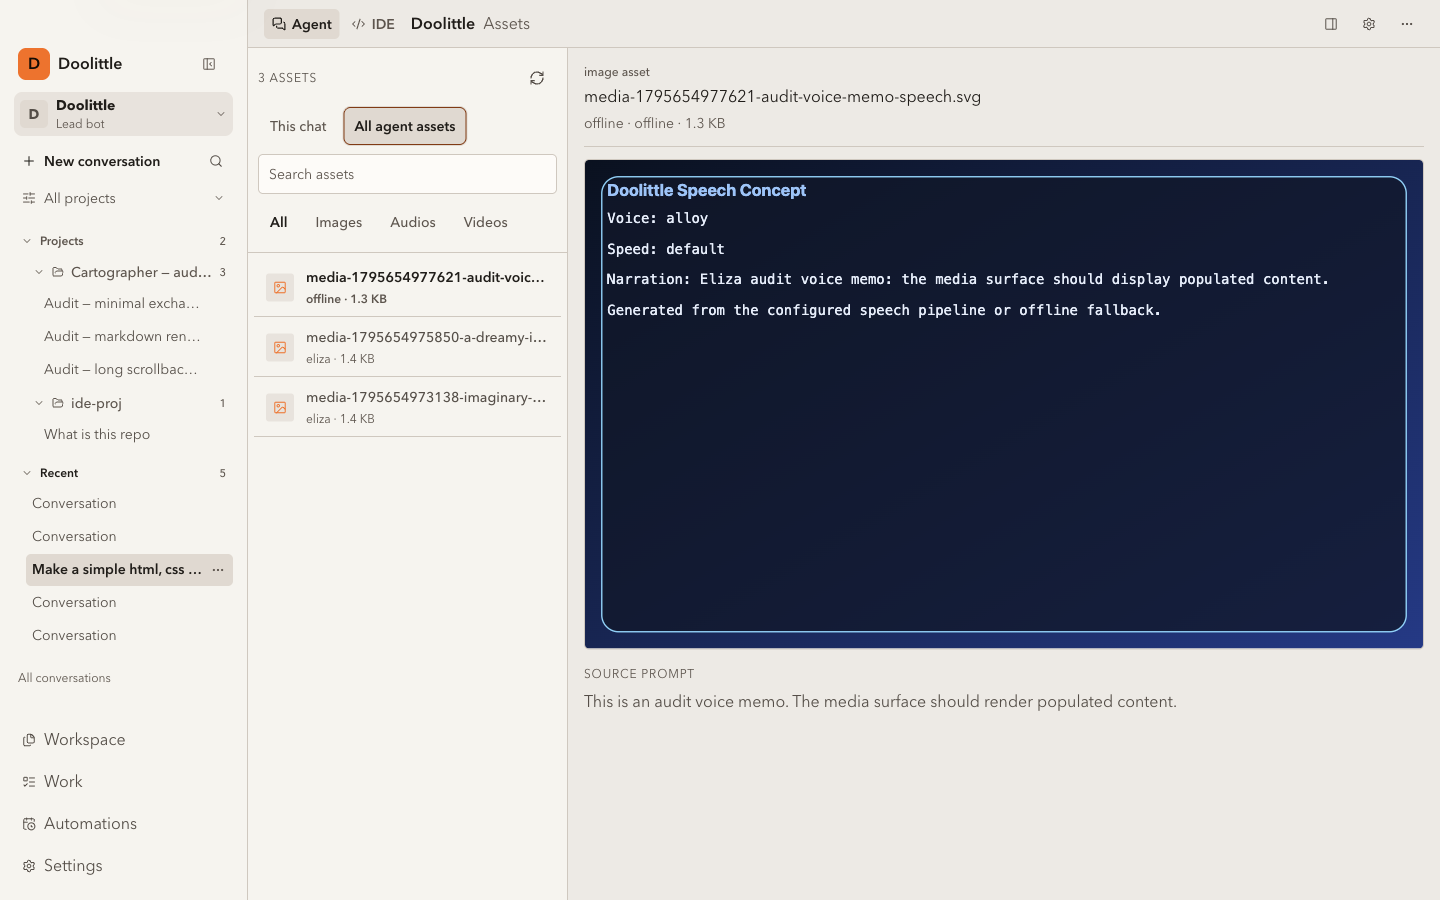 D
Doolittle
D
Doolittle
Lead bot
New conversation
All projects
Projects
2
Cartographer — aud...
3
Audit — minimal excha...
Audit — markdown ren...
Audit — long scrollbac...
ide-proj
1
What is this repo
Recent
5
Conversation
Conversation
Make a simple html, css ...
Conversation
Conversation
All conversations
Workspace
Work
Automations
Settings
Agent
IDE
Doolittle Assets
3 ASSETS
This chat
All agent assets
Search assets
All
Images
Audios
Videos
media-1795654977621-audit-voic...
offline · 1.3 KB
media-1795654975850-a-dreamy-i...
eliza · 1.4 KB
media-1795654973138-imaginary-...
eliza · 1.4 KB
image asset
media-1795654977621-audit-voice-memo-speech.svg
offline · offline · 1.3 KB
Doolittle Speech Concept
Voice: alloy
Speed: default
Narration: Eliza audit voice memo: the media surface should display populated content.
Generated from the configured speech pipeline or offline fallback.
SOURCE PROMPT
This is an audit voice memo. The media surface should render populated content.